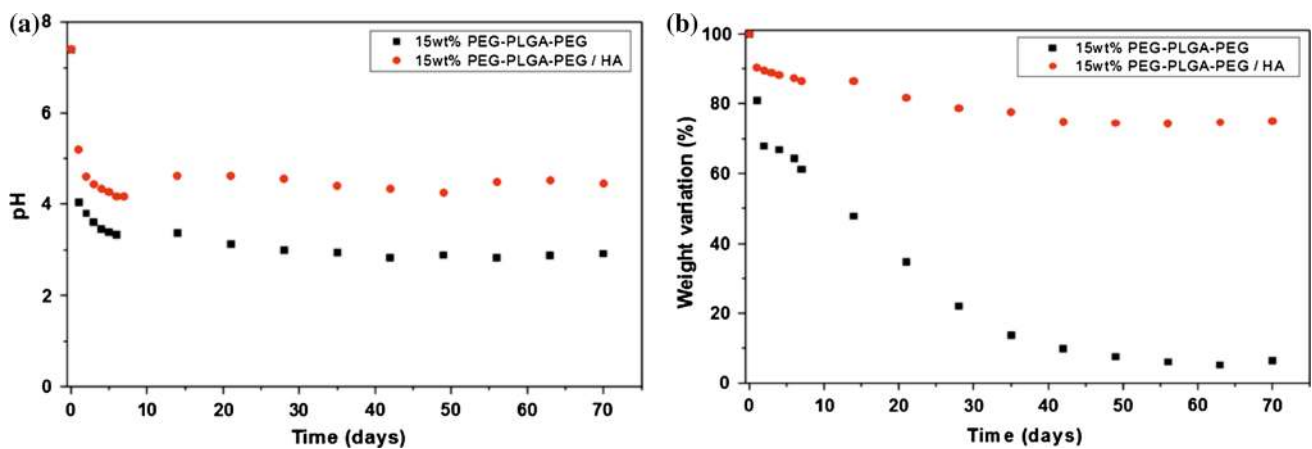 (a)
8
6
4
2
0
pH
15wt% PEG-PLGA-PEG
15wt% PEG-PLGA-PEG / HA
0 10 20 30 40 50 60 70
Time (days)
(b)
100
80
60
40
20
0
Weight variation (%)
15wt% PEG-PLGA-PEG
15wt% PEG-PLGA-PEG / HA
0 10 20 30 40 50 60 70
Time (days)